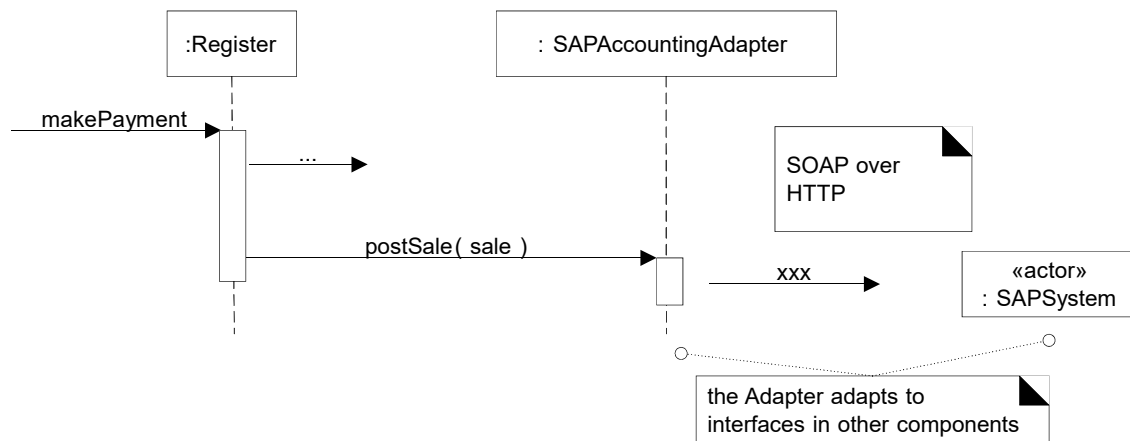 :Register
: SAPAccountingAdapter
makePayment
...
SOAP over
HTTP
postSale( sale )
xxx
«actor»
: SAPSystem
the Adapter adapts to
interfaces in other components